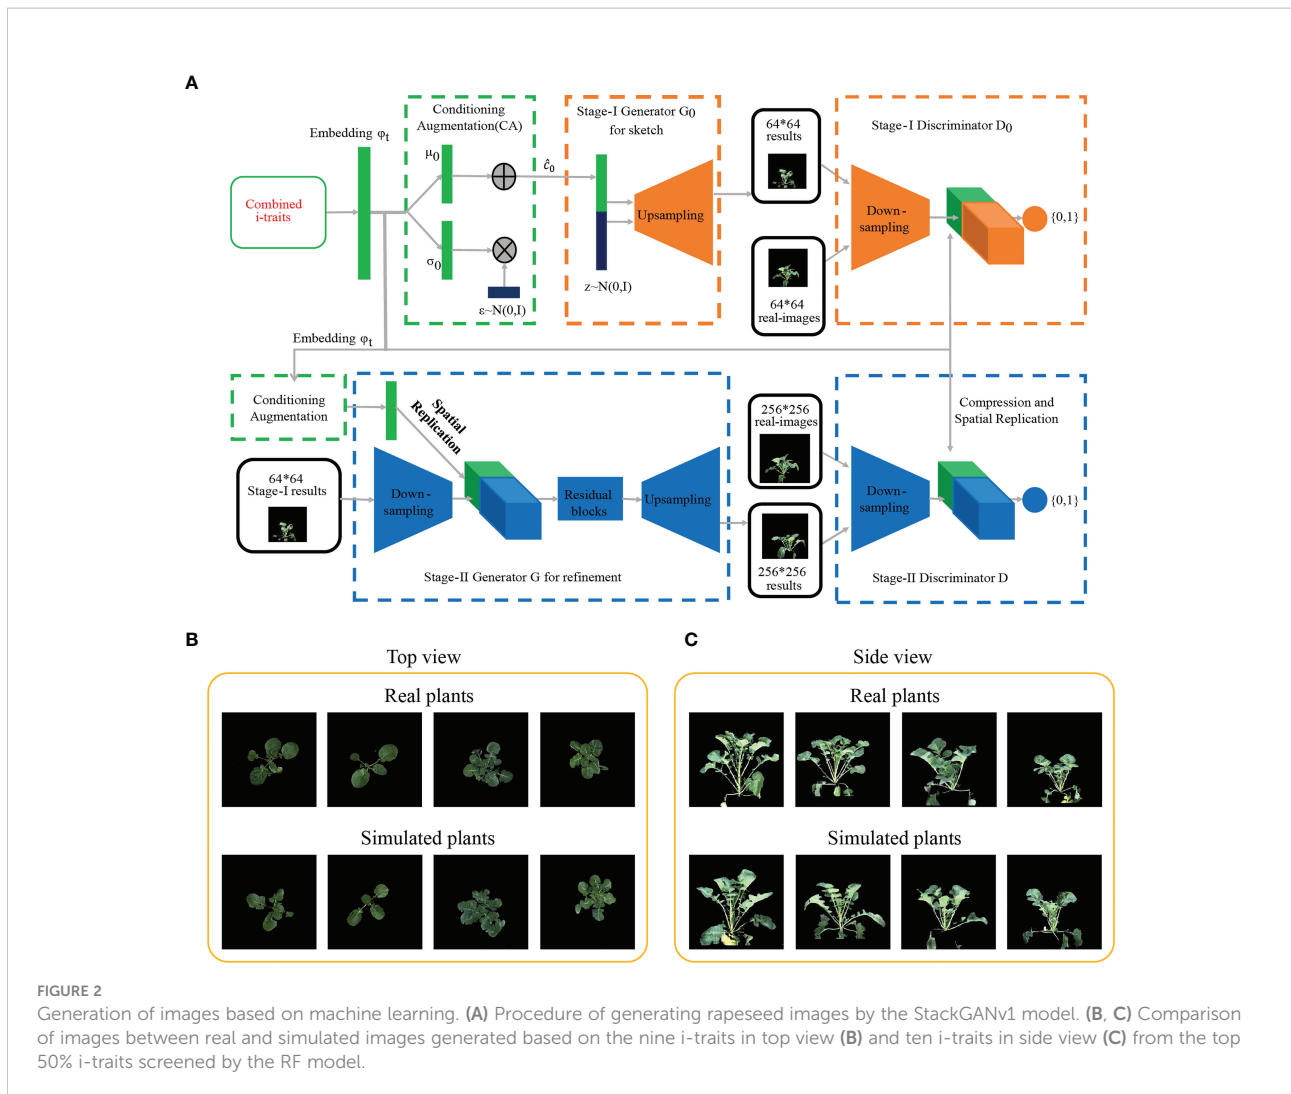 A
Embedding φt
Combined
i-traits
Conditioning
Augmentation(CA)
μ0
σ0
ε~N(0,I)
ĉ0
Stage-I Generator G0
for sketch
Upsampling
z~N(0,I)
64*64
results
64*64
real-images
Stage-I Discriminator D0
Down-
sampling
{0,1}
Embedding φt
Conditioning
Augmentation
64*64
Stage-I results
Spatial
Replication
Down-
sampling
Residual
blocks
Upsampling
Stage-II Generator G for refinement
256*256
real-images
256*256
results
Compression and
Spatial Replication
Down-
sampling
{0,1}
Stage-II Discriminator D
B
Top view
Real plants
Simulated plants
C
Side view
Real plants
Simulated plants
FIGURE 2
Generation of images based on machine learning. (A) Procedure of generating rapeseed images by the StackGANv1 model. (B, C) Comparison
of images between real and simulated images generated based on the nine i-traits in top view (B) and ten i-traits in side view (C) from the top
50% i-traits screened by the RF model.